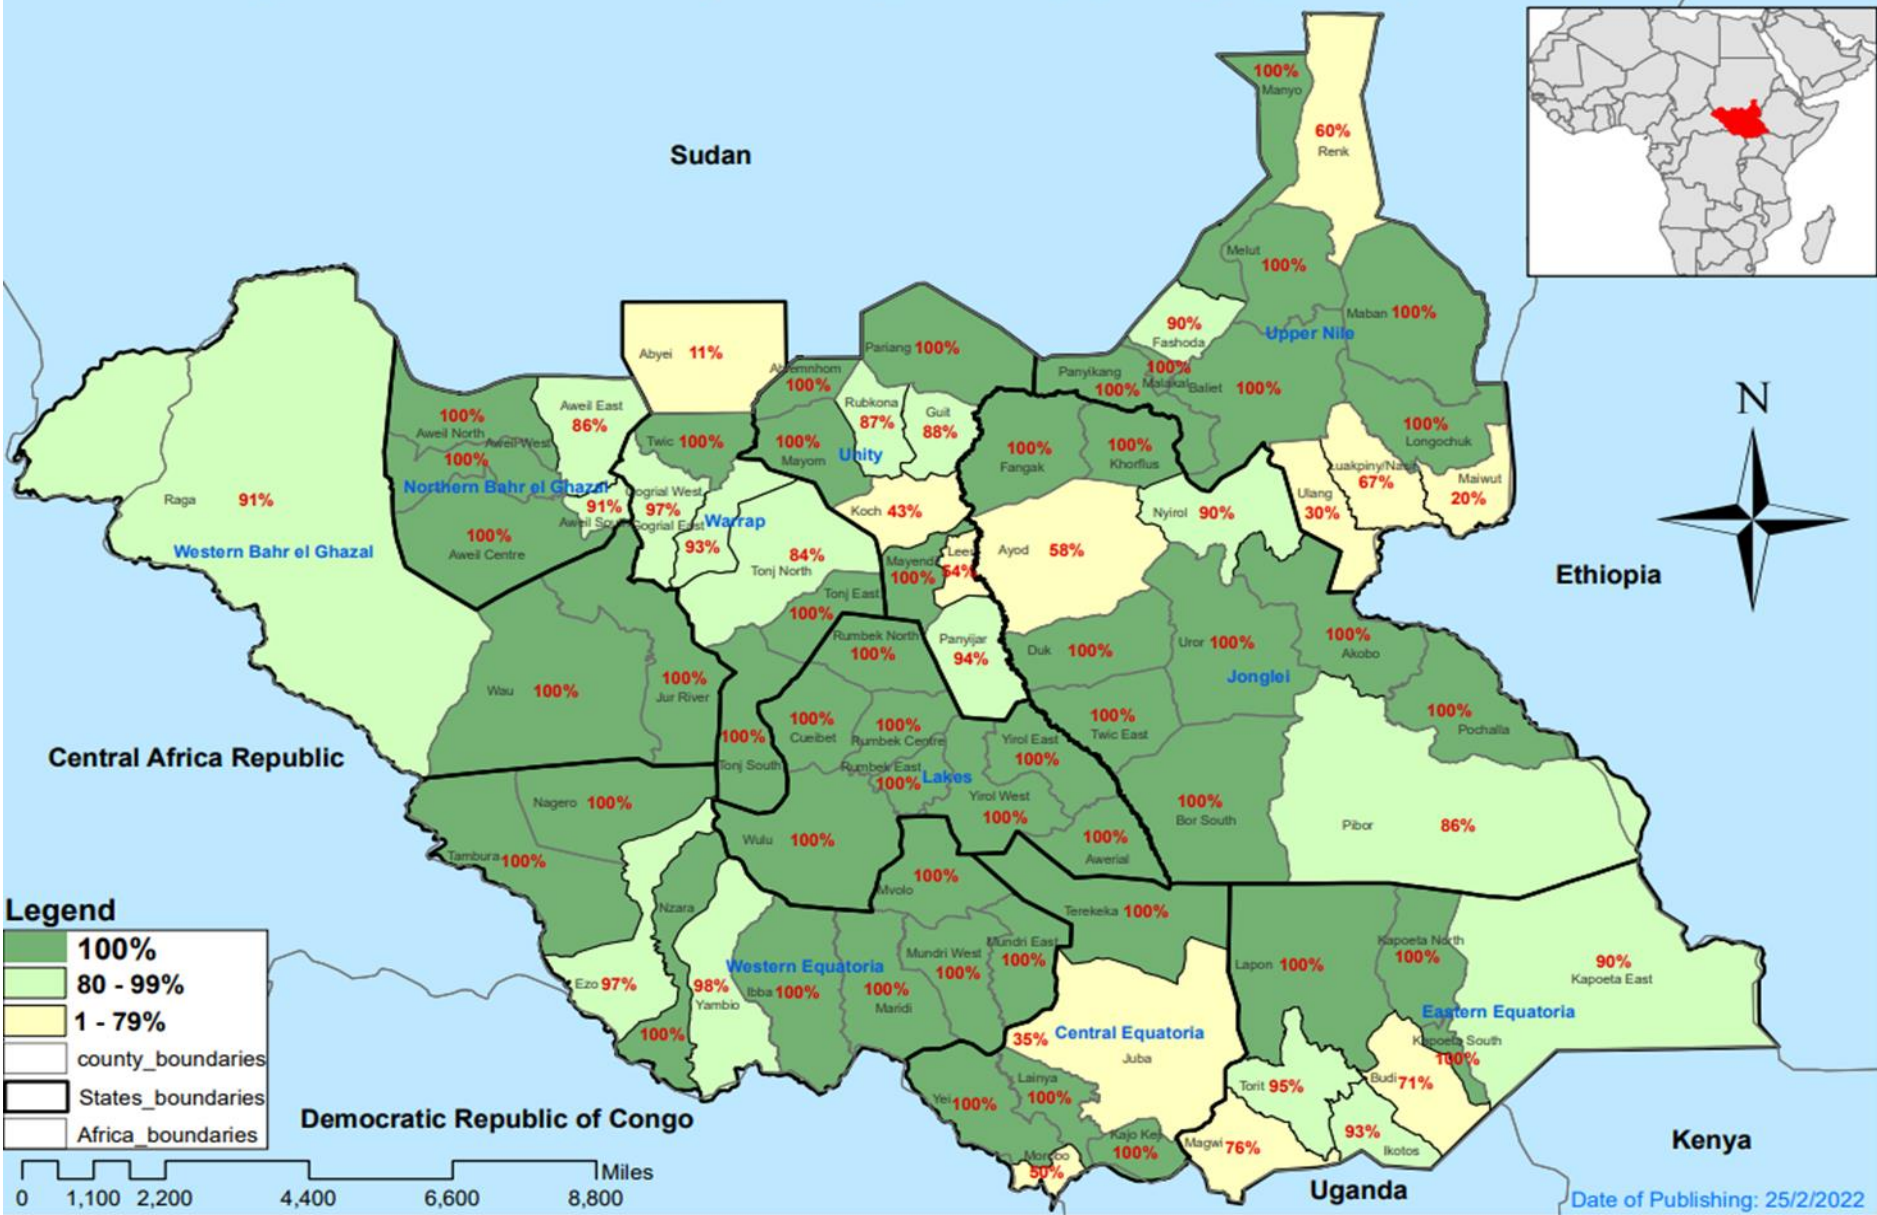 100%
Manyo
60%
Renk
Sudan
Melut
100%
Maban 100%
90%
Fashoda
Upper Nile
Abyei 11%
Pariang 100%
Abiemnhom
100%
Panyikang
100%
100%
Malakal
Baliet 100%
Rubkona
87%
Guit
88%
Aweil East
86%
100%
Aweil North
Aweil West
100%
Twic 100%
100%
Mayom
Unity
100%
Fangak
100%
Khorflus
100%
Longochuk
Luakpiny/Nasir
67%
Maiwut
20%
Ulang
30%
Northern Bahr el Ghazal
Raga 91%
91%
Aweil South
Gogrial West
97%
Gogrial East
93%
Warrap
Koch 43%
Nyirol 90%
100%
Aweil Centre
Western Bahr el Ghazal
84%
Tonj North
Mayendit
100%
Leer
54%
Ayod 58%
Ethiopia
Tonj East
100%
Rumbek North
100%
Panyijar
94%
Duk 100%
Uror 100%
100%
Akobo
Jonglei
Wau 100%
100%
Jur River
100%
Cueibet
100%
Rumbek Centre
100%
Twic East
100%
Pochalla
100%
Tonj South
Rumbek East
100%
Lakes
Yirol East
100%
Yirol West
100%
Central Africa Republic
Nagero 100%
100%
Bor South
Pibor 86%
Wulu 100%
100%
Awerial
Tambura 100%
100%
Mvolo
Nzara
Terekeka 100%
Mundri West
100%
Mundri East
100%
Kapoeta North
100%
Lapon 100%
90%
Kapoeta East
Western Equatoria
Ezo 97%
98%
Yambio
Ibba 100%
100%
Maridi
100%
Eastern Equatoria
35%
Central Equatoria
Juba
Kapoeta South
100%
Lainya
100%
Yei 100%
Torit 95%
Budi 71%
Kajo Keji
100%
Magwi 76%
93%
Ikotos
Morobo
50%
Democratic Republic of Congo
Kenya
Uganda
N
Legend
100%
80 - 99%
1 - 79%
county_boundaries
States_boundaries
Africa_boundaries
Miles
0 1,100 2,200 4,400 6,600 8,800
Date of Publishing: 25/2/2022